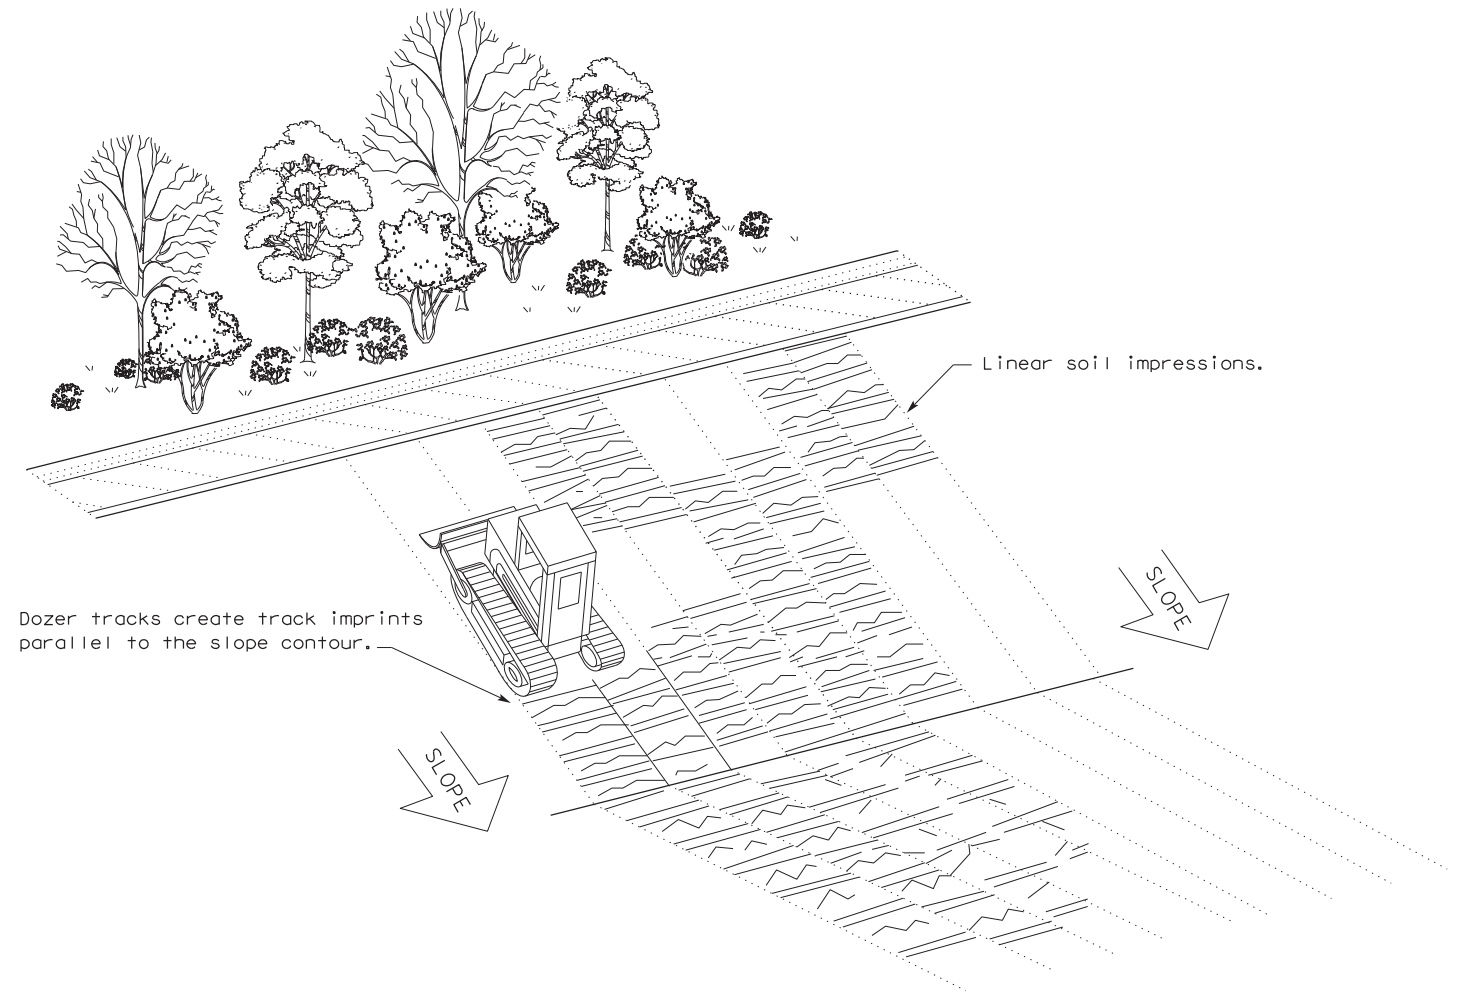 Linear soil impressions.
SLOPE
Dozer tracks create track imprints
parallel to the slope contour.
SLOPE